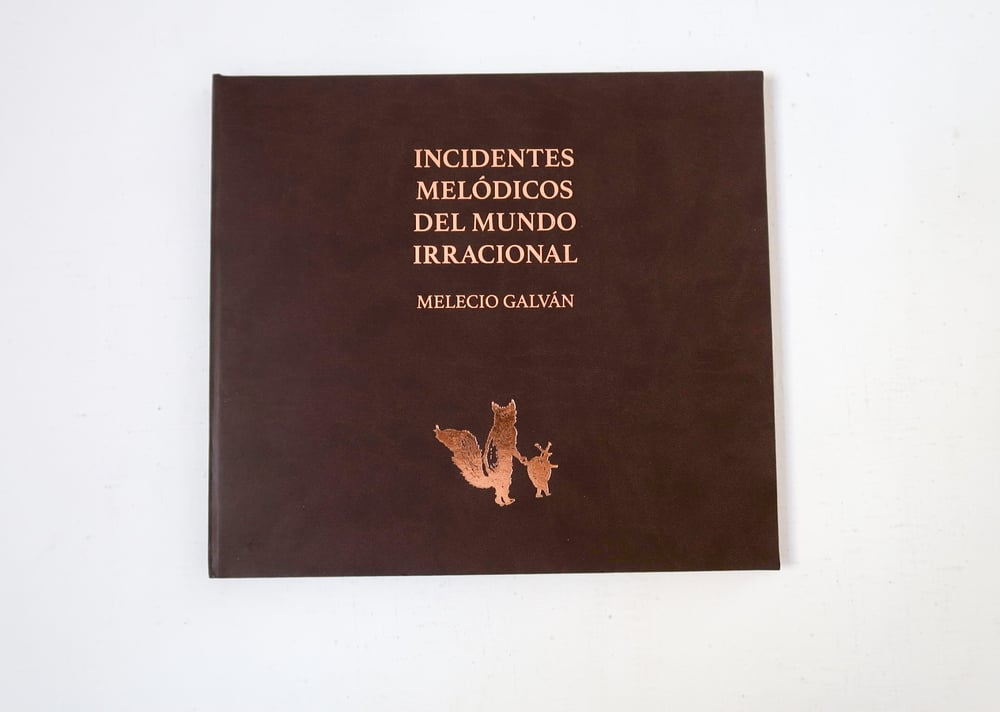 INCIDENTES
MELÓDICOS
DEL MUNDO
IRRACIONAL
MELECIO GALVÁN